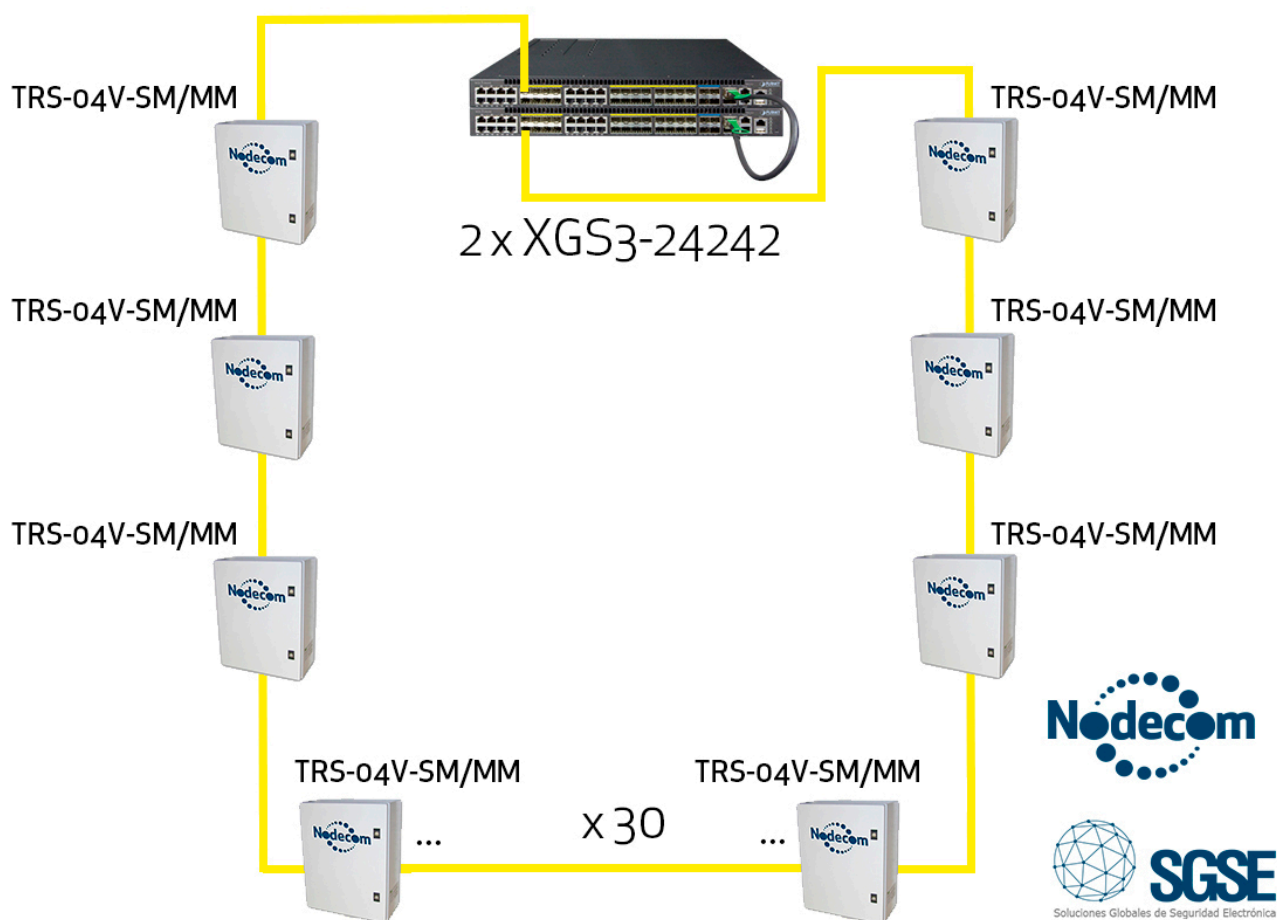 TRS-04V-SM/MM
TRS-04V-SM/MM
Nodecom
Nodecom
2 x XGS3-24242
TRS-04V-SM/MM
TRS-04V-SM/MM
Nodecom
Nodecom
TRS-04V-SM/MM
TRS-04V-SM/MM
Nodecom
Nodecom
Nodecom
TRS-04V-SM/MM
TRS-04V-SM/MM
Nodecom
...
x 30
...
Nodecom
SGSE
Soluciones Globales de Seguridad Electrónica